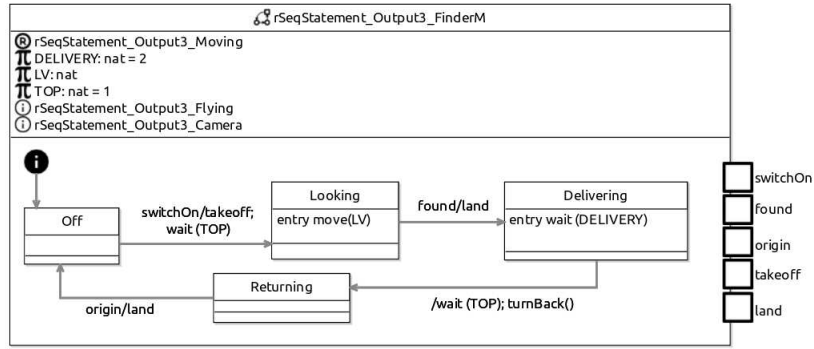 rSeqStatement_Output3_FinderM
R rSeqStatement_Output3_Moving
π DELIVERY: nat = 2
π LV: nat
π TOP: nat = 1
i rSeqStatement_Output3_Flying
i rSeqStatement_Output3_Camera
i
Off
switchOn/takeoff;
wait (TOP)
Looking
entry move(LV)
found/land
Delivering
entry wait (DELIVERY)
Returning
origin/land
/wait (TOP); turnBack()
switchOn
found
origin
takeoff
land